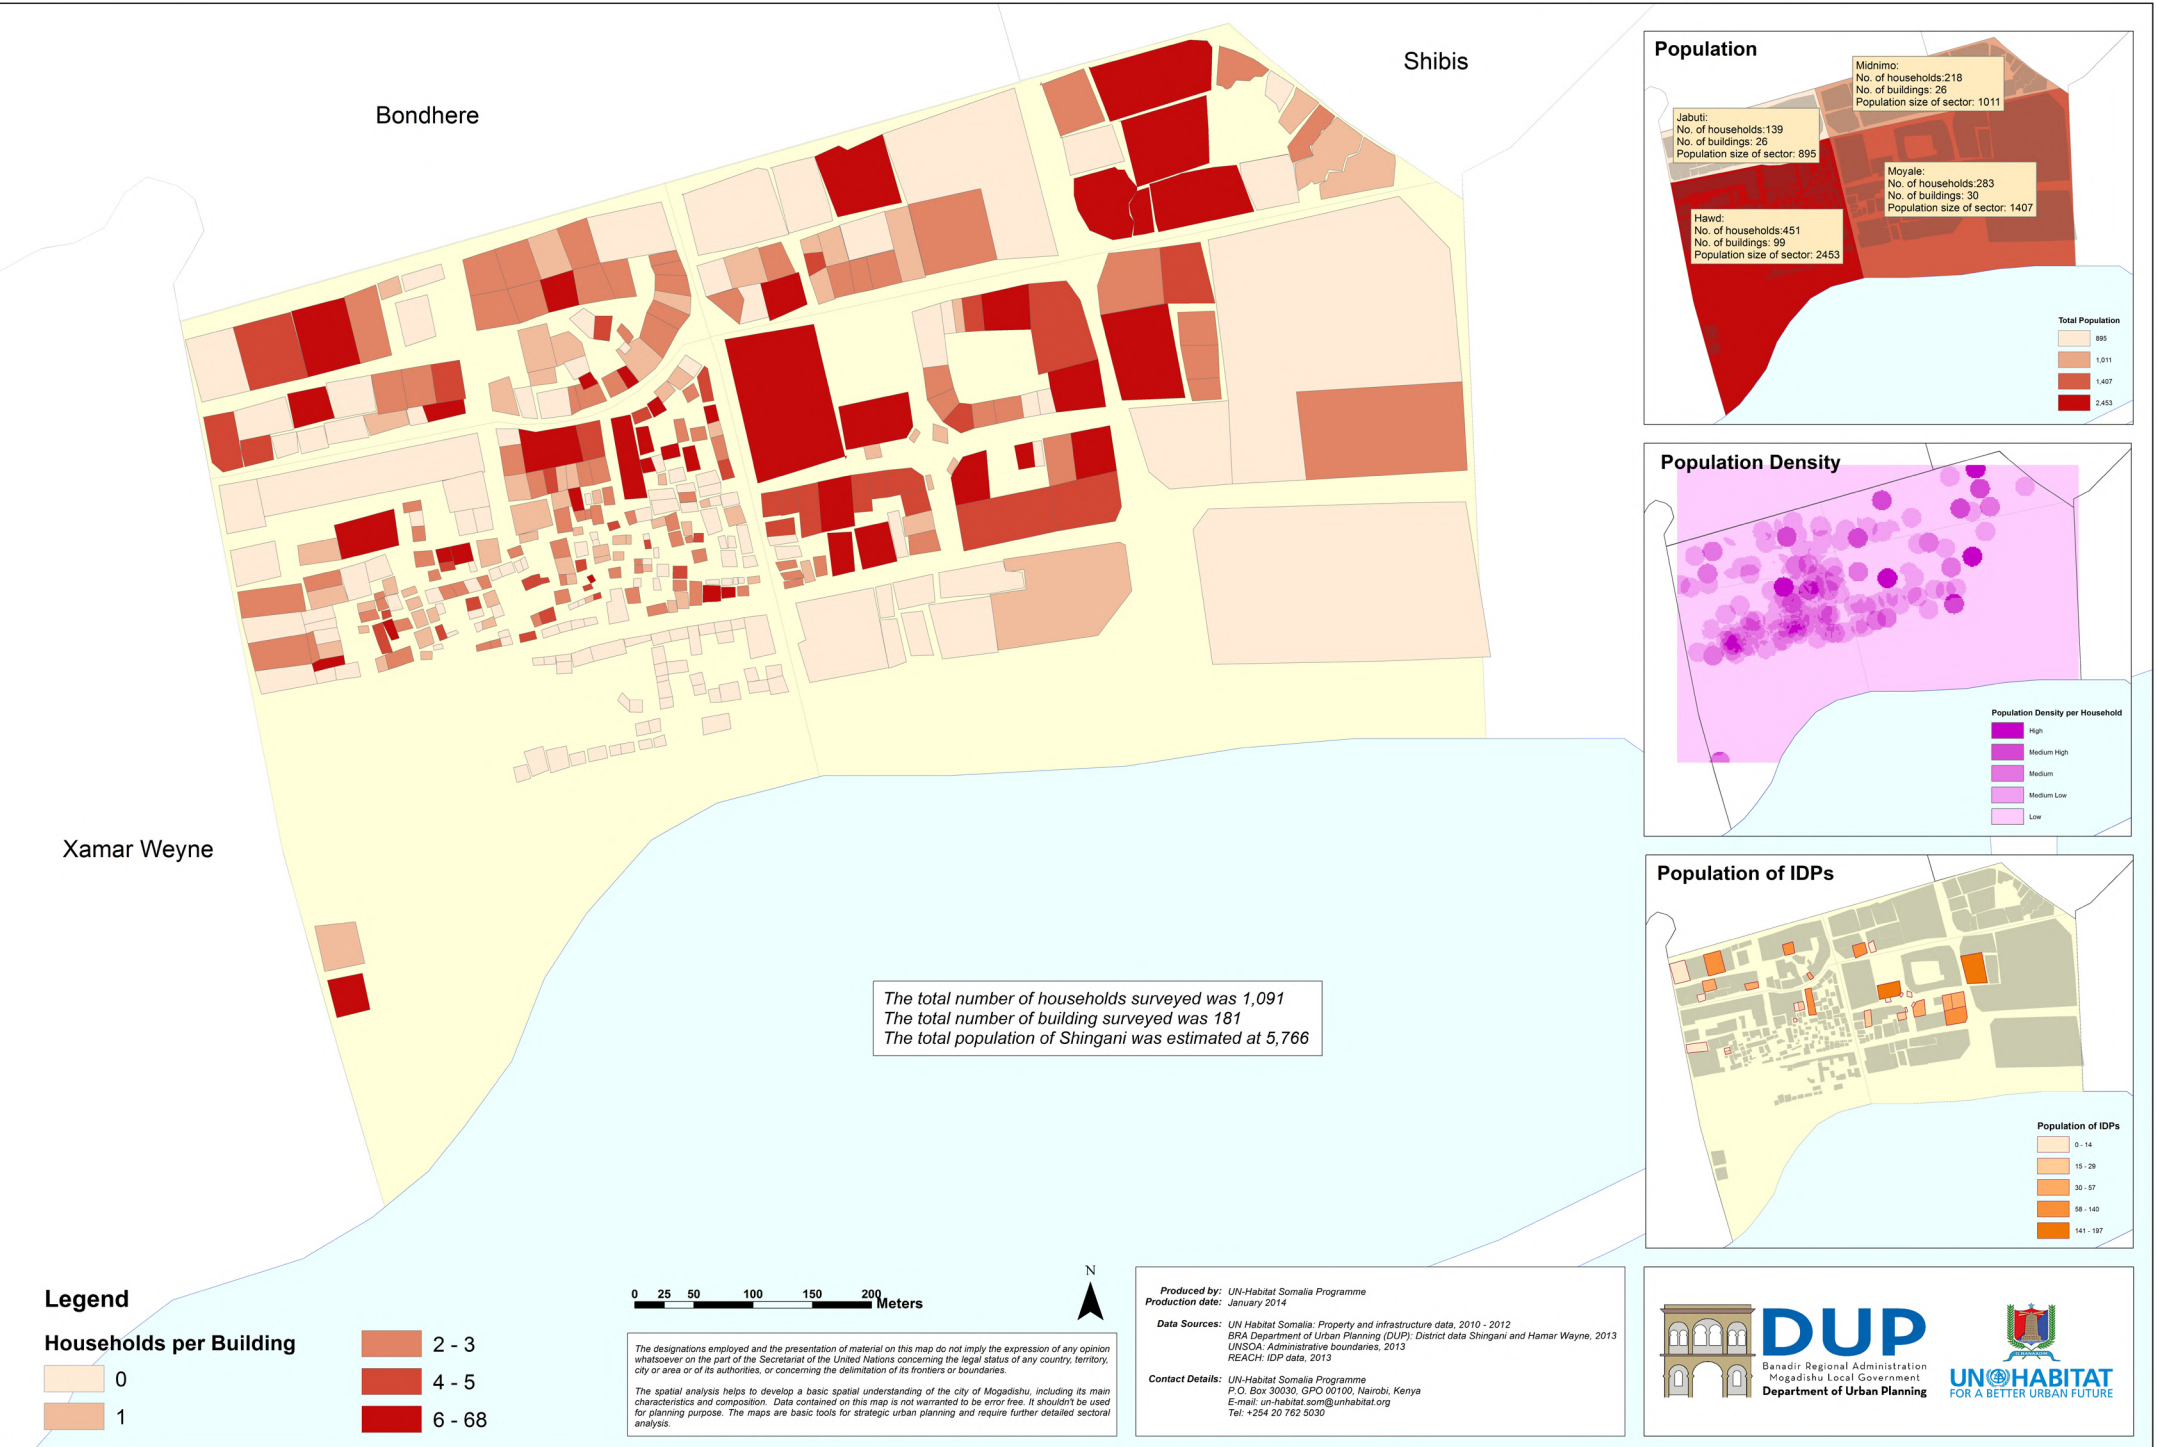 Bondhere
Shibis
Xamar Weyne
The total number of households surveyed was 1,091
The total number of building surveyed was 181
The total population of Shingani was estimated at 5,766
Population
Midnimo:
No. of households:218
No. of buildings: 26
Population size of sector: 1011
Jabuti:
No. of households:139
No. of buildings: 26
Population size of sector: 895
Moyale:
No. of households:283
No. of buildings: 30
Population size of sector: 1407
Hawd:
No. of households:451
No. of buildings: 99
Population size of sector: 2453
Total Population
895
1,011
1,407
2,453
Population Density
Population Density per Household
High
Medium High
Medium
Medium Low
Low
Population of IDPs
Population of IDPs
0 - 14
15 - 29
30 - 57
58 - 140
141 - 197
Legend
Households per Building
0
1
2 - 3
4 - 5
6 - 68
0 25 50 100 150 200
Meters
N
The designations employed and the presentation of material on this map do not imply the expression of any opinion
whatsoever on the part of the Secretariat of the United Nations concerning the legal status of any country, territory,
city or area or of its authorities, or concerning the delimitation of its frontiers or boundaries.
The spatial analysis helps to develop a basic spatial understanding of the city of Mogadishu, including its main
characteristics and composition. Data contained on this map is not warranted to be error free. It shouldn't be used
for planning purpose. The maps are basic tools for strategic urban planning and require further detailed sectoral
analysis.
Produced by: UN-Habitat Somalia Programme
Production date: January 2014
Data Sources: UN Habitat Somalia: Property and infrastructure data, 2010 - 2012
BRA Department of Urban Planning (DUP): District data Shingani and Hamar Wayne, 2013
UNSOA: Administrative boundaries, 2013
REACH: IDP data, 2013
Contact Details: UN-Habitat Somalia Programme
P.O. Box 30030, GPO 00100, Nairobi, Kenya
E-mail: un-habitat.som@unhabitat.org
Tel: +254 20 762 5030
DUP
Banadir Regional Administration
Mogadishu Local Government
Department of Urban Planning
UN HABITAT
FOR A BETTER URBAN FUTURE